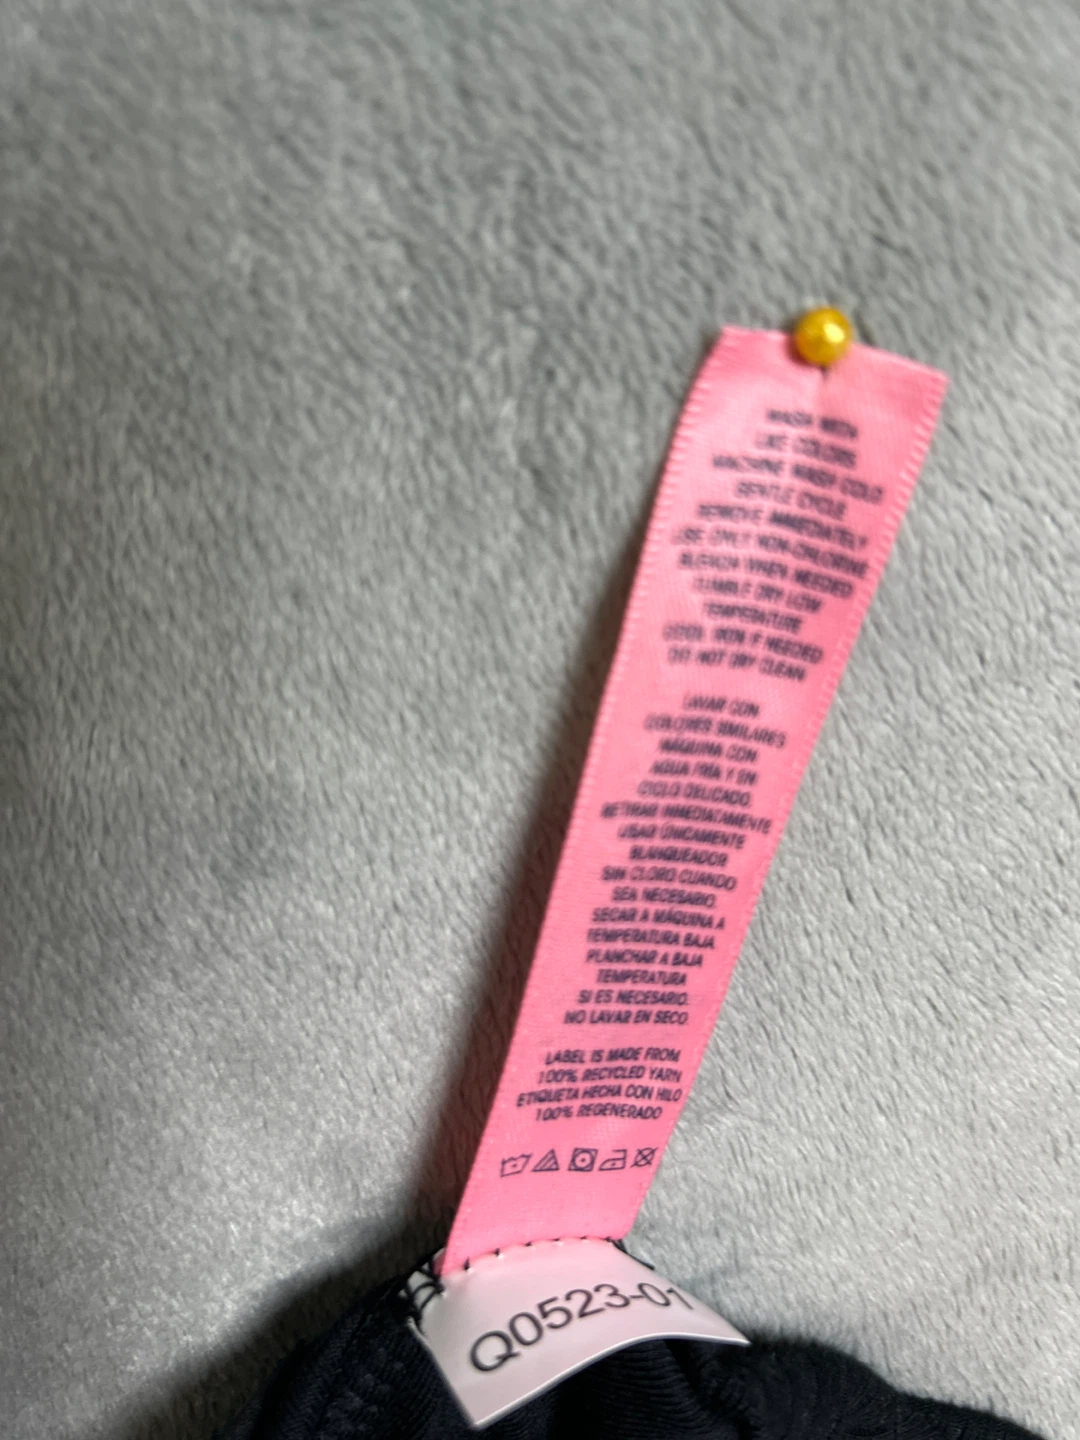 WASH WITH
LIKE COLORS
MACHINE WASH COLD
GENTLE CYCLE
REMOVE IMMEDIATELY
USE ONLY NON-CHLORINE
BLEACH WHEN NEEDED
TUMBLE DRY LOW
TEMPERATURE
COOL IRON IF NEEDED
DO NOT DRY CLEAN
LAVAR CON
COLORES SIMILARES
MÁQUINA CON
AGUA FRÍA Y EN
CICLO DELICADO.
RETIRAR INMEDIATAMENTE
USAR ÚNICAMENTE
BLANQUEADOR
SIN CLORO CUANDO
SEA NECESARIO.
SECAR A MÁQUINA A
TEMPERATURA BAJA
PLANCHAR A BAJA
TEMPERATURA
SI ES NECESARIO.
NO LAVAR EN SECO
LABEL IS MADE FROM
100% RECYCLED YARN
ETIQUETA HECHA CON HILO
100% REGENERADO
Q0523-01